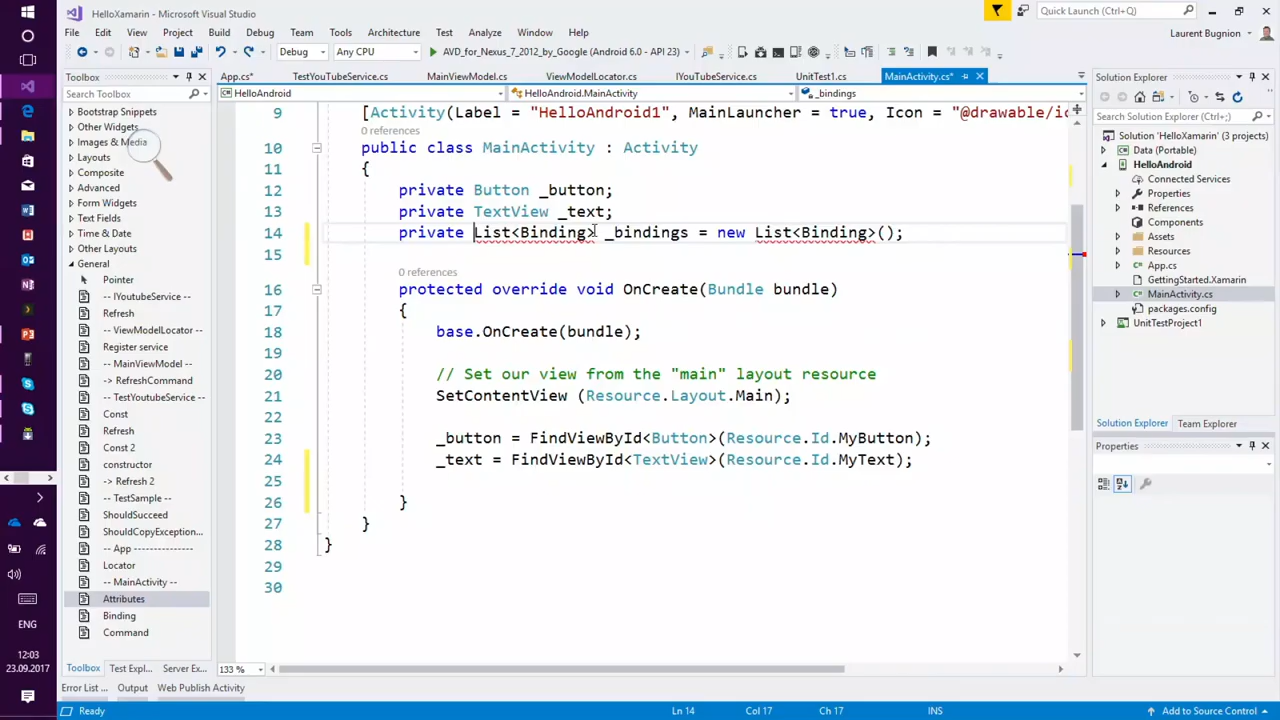 HelloXamarin - Microsoft Visual Studio
Quick Launch (Ctrl+Q)
File Edit View Project Build Debug Team Tools Architecture Test Analyze Window Help
Laurent Bugnion
Debug Any CPU AVD_for_Nexus_7_2012_by_Google (Android 6.0 - API 23)
Toolbox
Search Toolbox
Bootstrap Snippets
Other Widgets
Images & Media
Layouts
Composite
Advanced
Form Widgets
Text Fields
Time & Date
Other Layouts
General
Pointer
-- IYoutubeService --
Refresh
-- ViewModelLocator --
Register service
-- MainViewModel --
-> RefreshCommand
-- TestYoutubeService --
Const
Refresh
Const 2
constructor
-> Refresh 2
-- TestSample --
ShouldSucceed
ShouldCopyException...
-- App ---------------
Locator
-- MainActivity --
Attributes
Binding
Command
Toolbox Test Expl... Server Ex...
App.cs* TestYouTubeService.cs MainViewModel.cs ViewModelLocator.cs IYoutubeService.cs UnitTest1.cs MainActivity.cs*
HelloAndroid HelloAndroid.MainActivity _bindings
9 [Activity(Label = "HelloAndroid1", MainLauncher = true, Icon = "@drawable/ic
0 references
10 public class MainActivity : Activity
11 {
12 private Button _button;
13 private TextView _text;
14 private List<Binding> _bindings = new List<Binding>();
15
0 references
16 protected override void OnCreate(Bundle bundle)
17 {
18 base.OnCreate(bundle);
19
20 // Set our view from the "main" layout resource
21 SetContentView (Resource.Layout.Main);
22
23 _button = FindViewById<Button>(Resource.Id.MyButton);
24 _text = FindViewById<TextView>(Resource.Id.MyText);
25
26 }
27 }
28 }
29
30
133 %
Solution Explorer
Search Solution Explorer (Ctrl+;)
Solution 'HelloXamarin' (3 projects)
Data (Portable)
HelloAndroid
Connected Services
Properties
References
Components
Assets
Resources
App.cs
GettingStarted.Xamarin
MainActivity.cs
packages.config
UnitTestProject1
Solution Explorer Team Explorer
Properties
ENG
12:03
23.09.2017
Error List ... Output Web Publish Activity
Ready Ln 14 Col 17 Ch 17 INS Add to Source Control